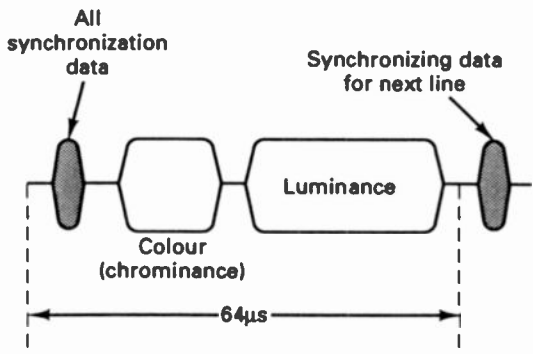 All
synchronization
data
Synchronizing data
for next line
Luminance
Colour
(chrominance)
64μs